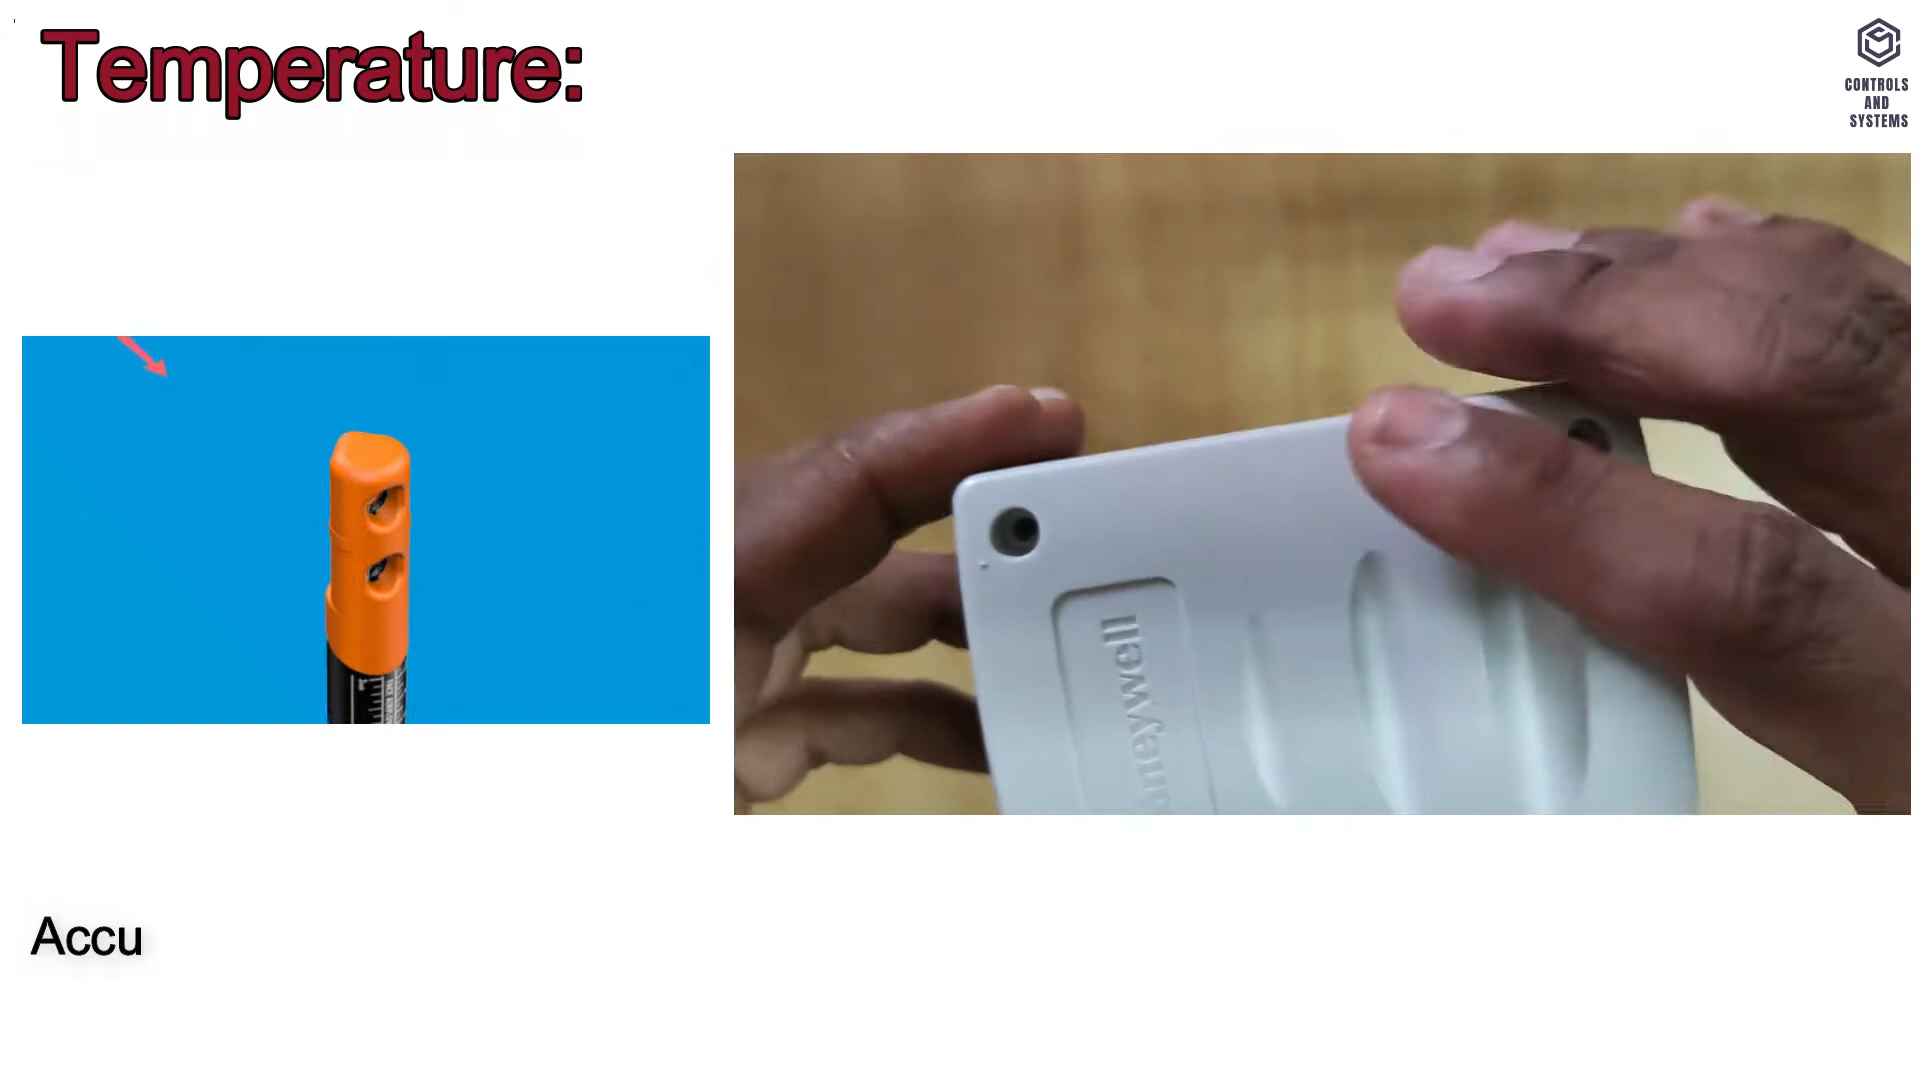 Temperature:
CONTROLS
AND
SYSTEMS
Accu